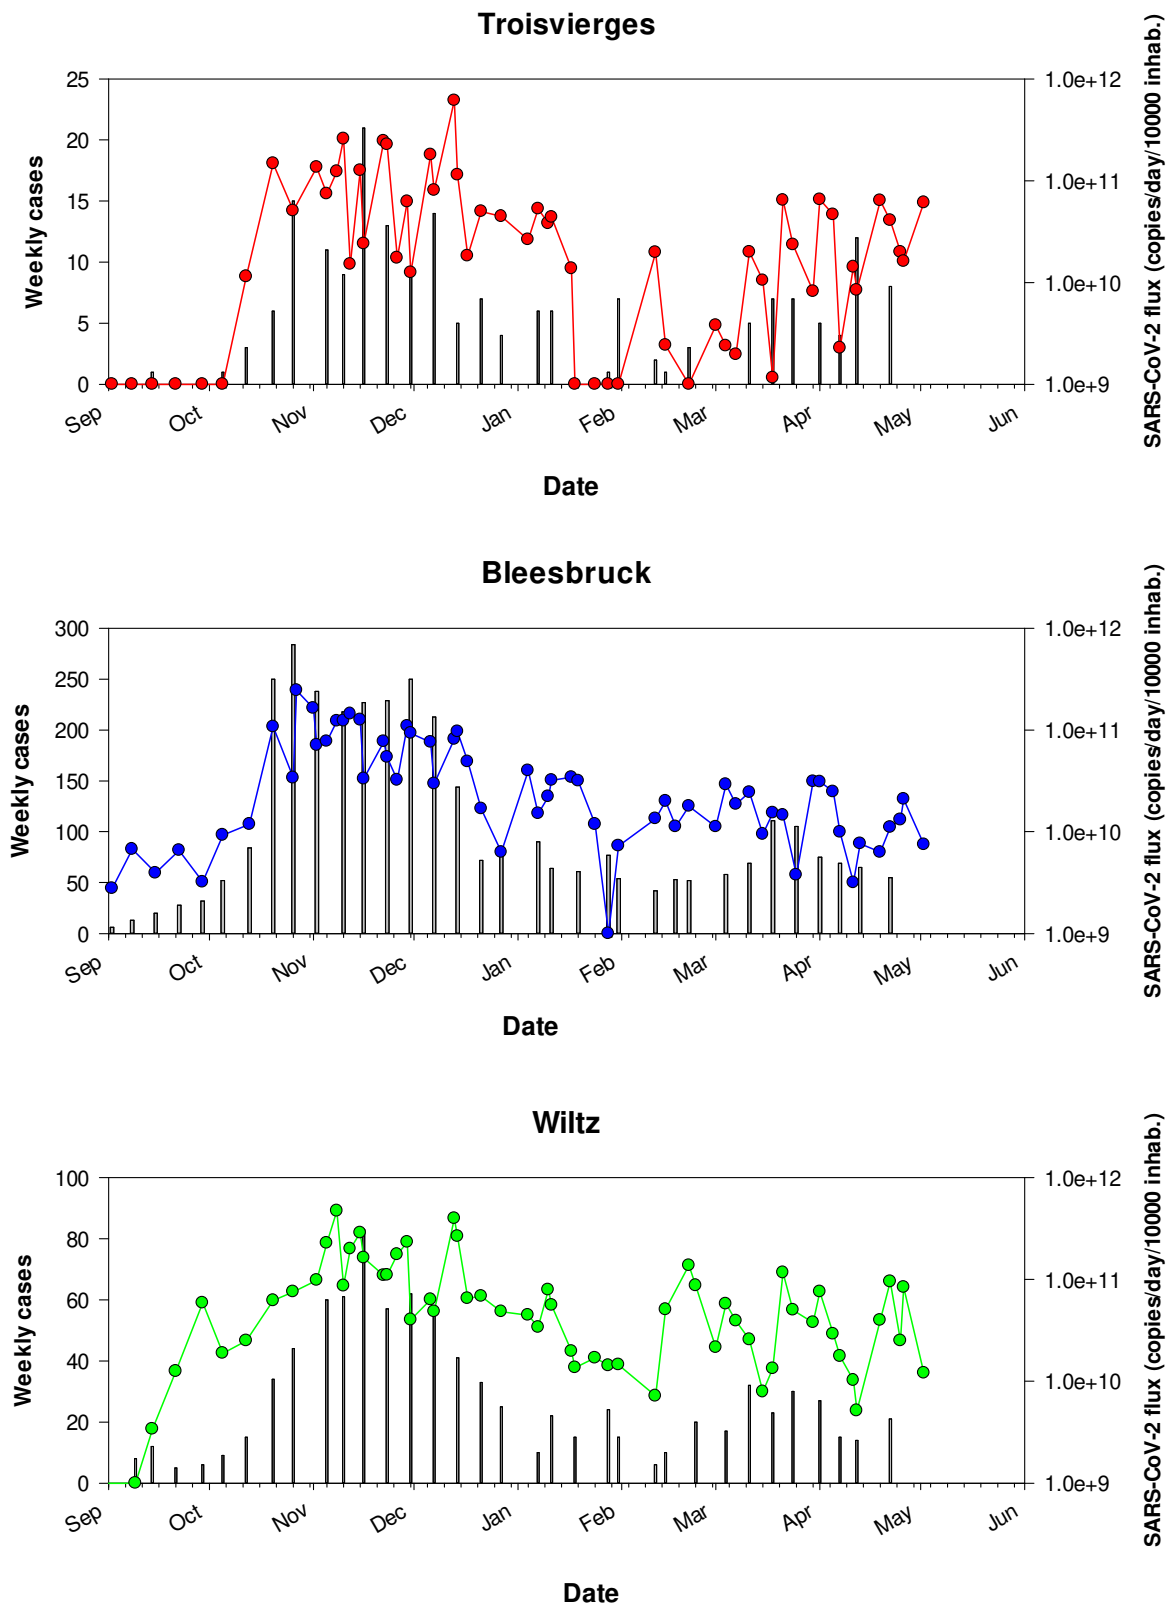 Troisvierges
Weekly cases
25
20
15
10
5
0
1.0e+12
1.0e+11
1.0e+10
1.0e+9
SARS-CoV-2 flux (copies/day/10000 inhab.)
Sep Oct Nov Dec Jan Feb Mar Apr May Jun
Date
Bleesbruck
Weekly cases
300
250
200
150
100
50
0
1.0e+12
1.0e+11
1.0e+10
1.0e+9
SARS-CoV-2 flux (copies/day/10000 inhab.)
Sep Oct Nov Dec Jan Feb Mar Apr May Jun
Date
Wiltz
Weekly cases
100
80
60
40
20
0
1.0e+12
1.0e+11
1.0e+10
1.0e+9
SARS-CoV-2 flux (copies/day/10000 inhab.)
Sep Oct Nov Dec Jan Feb Mar Apr May Jun
Date